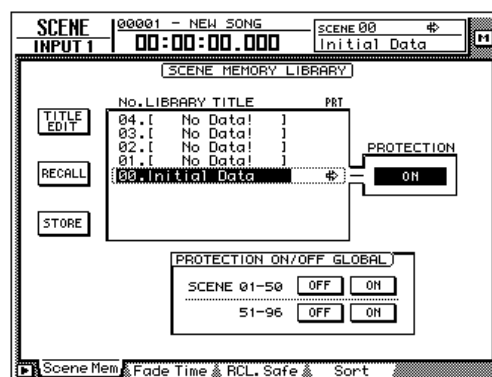 SCENE
INPUT 1
00001 - NEW SONG
00:00:00.000
SCENE 00
Initial Data
M
SCENE MEMORY LIBRARY
No. LIBRARY TITLE PRT
TITLE EDIT
04.[ No Data! ]
03.[ No Data! ]
02.[ No Data! ]
01.[ No Data! ]
00.Initial Data
RECALL
STORE
PROTECTION
ON
PROTECTION ON/OFF GLOBAL
SCENE 01-50 OFF ON
51-96 OFF ON
Scene Mem Fade Time RCL. Safe Sort